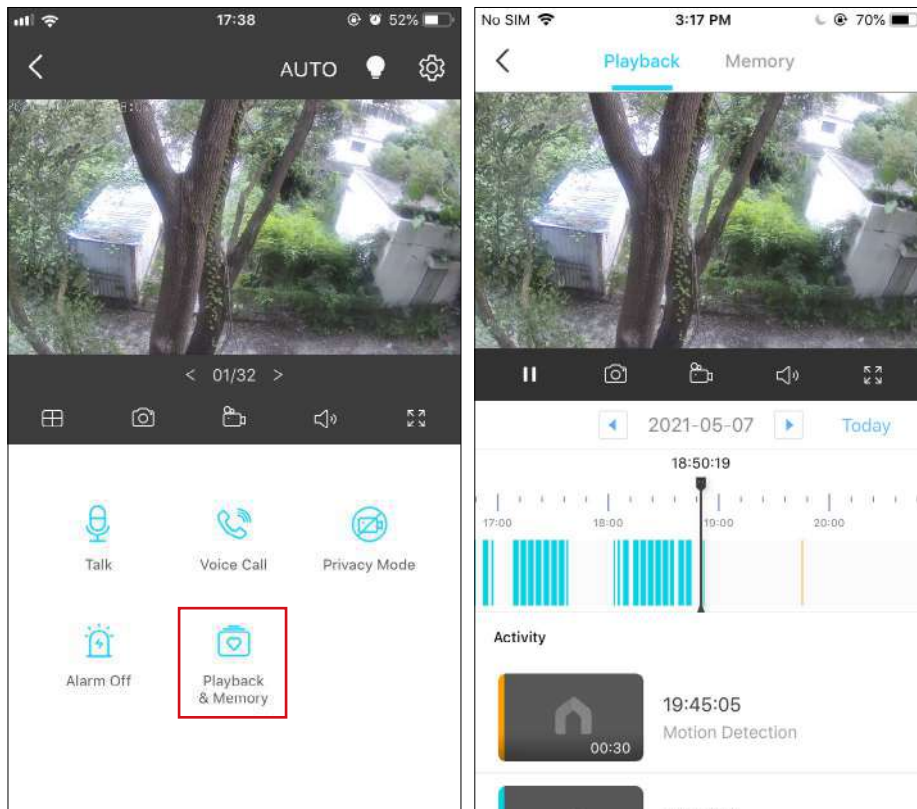 17:38
52%
AUTO
< 01/32 >
Talk
Voice Call
Privacy Mode
Alarm Off
Playback
& Memory
No SIM
3:17 PM
70%
Playback
Memory
2021-05-07
Today
18:50:19
17:00
18:00
19:00
20:00
Activity
19:45:05
Motion Detection
00:30